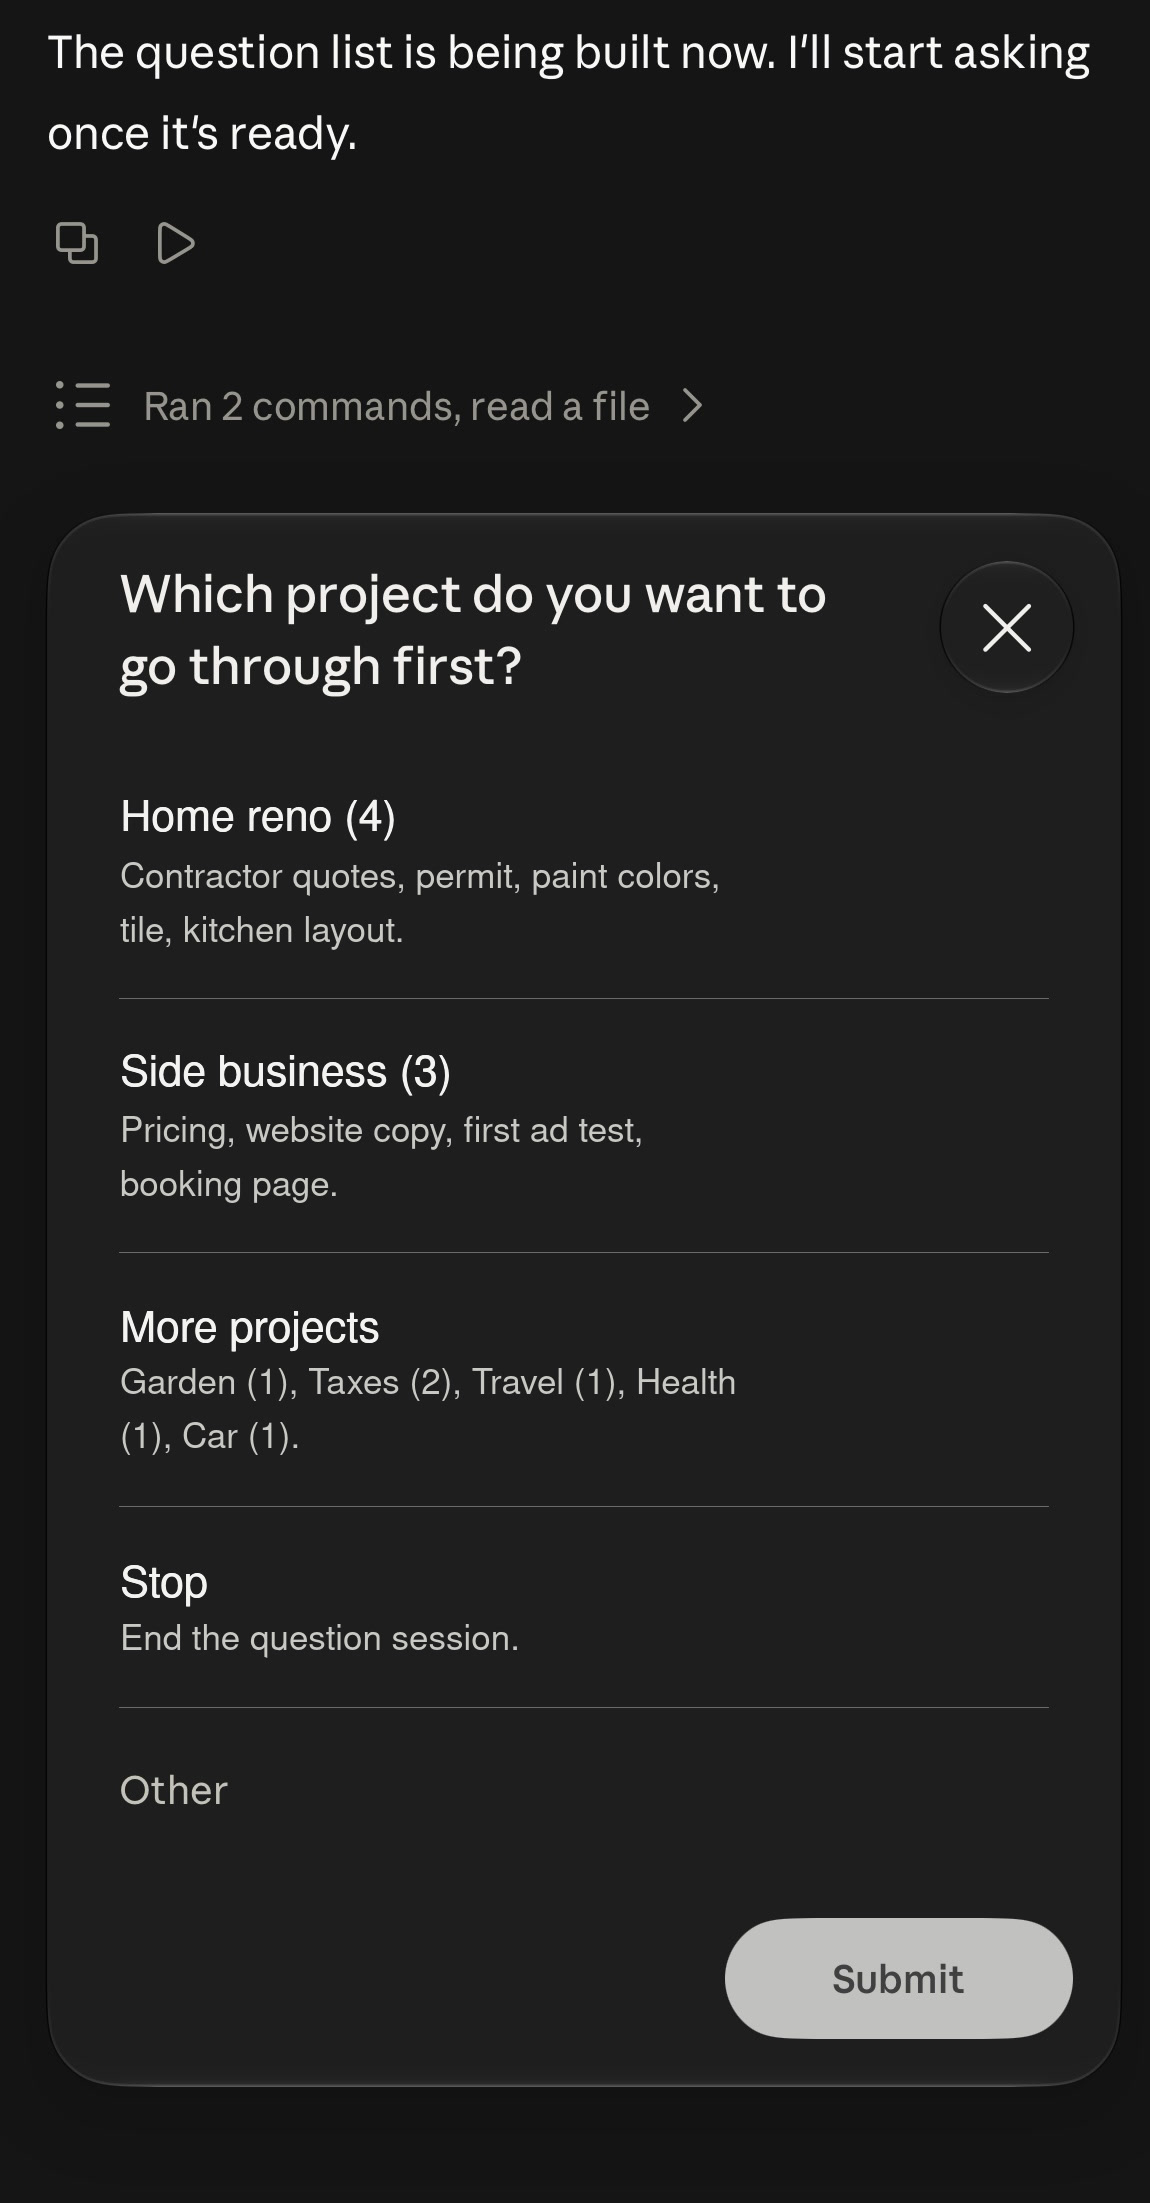 The question list is being built now. I'll start asking
once it's ready.
Ran 2 commands, read a file
Which project do you want to
go through first?
Home reno (4)
Contractor quotes, permit, paint colors,
tile, kitchen layout.
Side business (3)
Pricing, website copy, first ad test,
booking page.
More projects
Garden (1), Taxes (2), Travel (1), Health
(1), Car (1).
Stop
End the question session.
Other
Submit